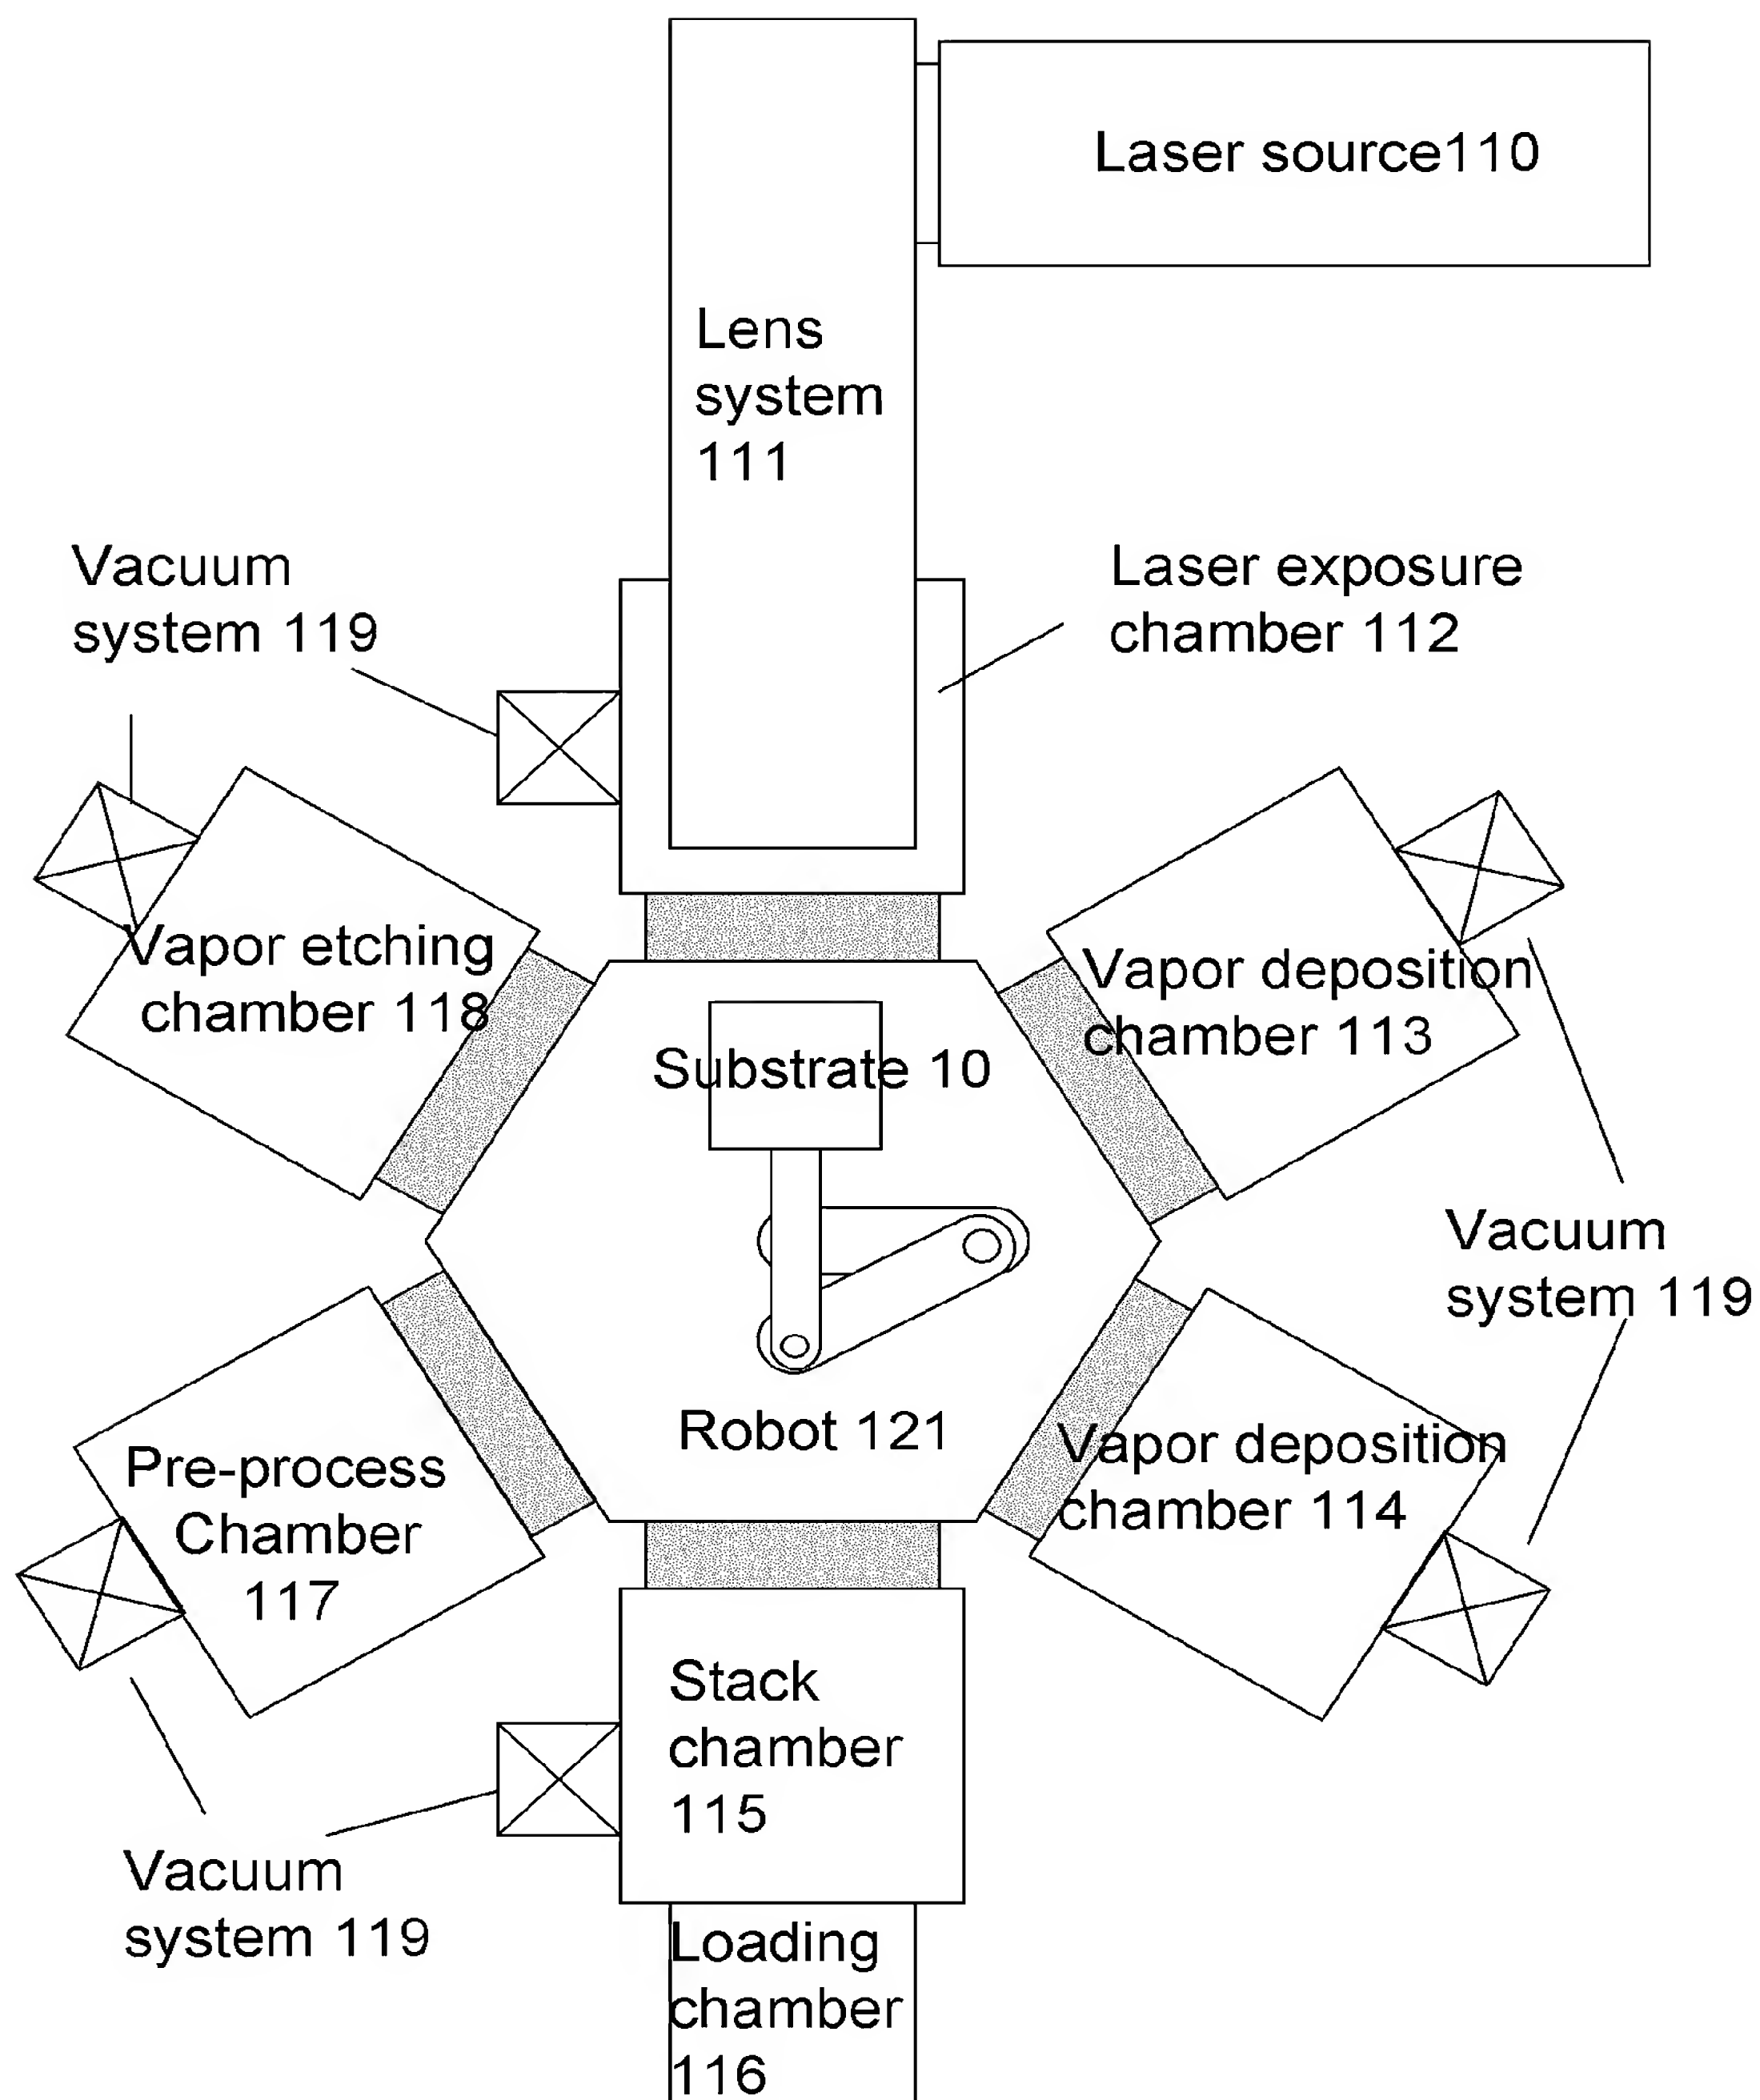 Laser source110
Lens
system
111
Vacuum
system 119
Laser exposure
chamber 112
Vapor etching
chamber 118
Vapor deposition
chamber 113
Substrate 10
Vacuum
system 119
Robot 121
Vapor deposition
chamber 114
Pre-process
Chamber
117
Stack
chamber
115
Vacuum
system 119
Loading
chamber
116